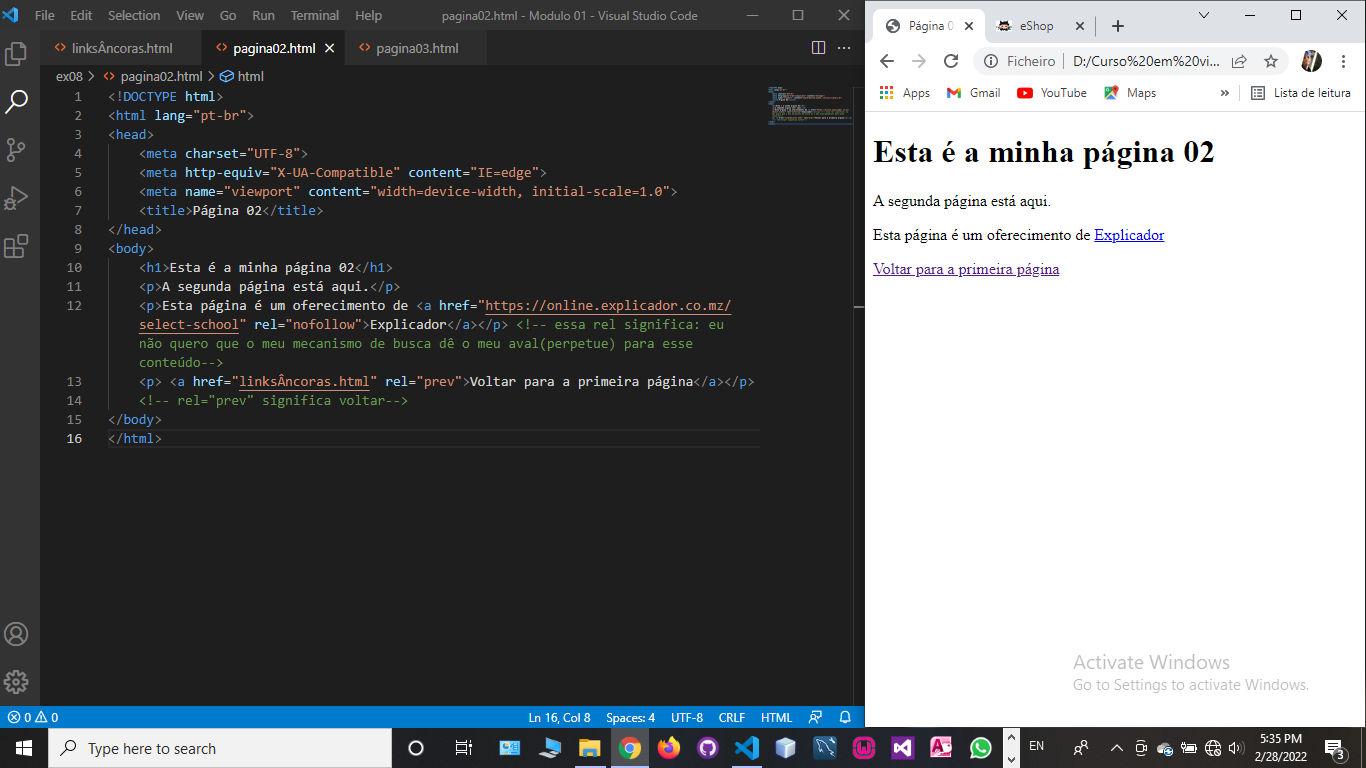 File Edit Selection View Go Run Terminal Help
pagina02.html - Modulo 01 - Visual Studio Code
linksÂncoras.html
pagina02.html
pagina03.html
ex08 > pagina02.html > html
1 <!DOCTYPE html>
2 <html lang="pt-br">
3 <head>
4 <meta charset="UTF-8">
5 <meta http-equiv="X-UA-Compatible" content="IE=edge">
6 <meta name="viewport" content="width=device-width, initial-scale=1.0">
7 <title>Página 02</title>
8 </head>
9 <body>
10 <h1>Esta é a minha página 02</h1>
11 <p>A segunda página está aqui.</p>
12 <p>Esta página é um oferecimento de <a href="https://online.explicador.co.mz/
select-school" rel="nofollow">Explicador</a></p> <!-- essa rel significa: eu
não quero que o meu mecanismo de busca dê o meu aval(perpetue) para esse
conteúdo-->
13 <p> <a href="linksÂncoras.html" rel="prev">Voltar para a primeira página</a></p>
14 <!-- rel="prev" significa voltar-->
15 </body>
16 </html>
0 0
Ln 16, Col 8 Spaces: 4 UTF-8 CRLF HTML
Página 0
eShop
Ficheiro | D:/Curso%20em%20vi...
Apps Gmail YouTube Maps » Lista de leitura
Esta é a minha página 02
A segunda página está aqui.
Esta página é um oferecimento de Explicador
Voltar para a primeira página
Activate Windows
Go to Settings to activate Windows.
Type here to search
EN
5:35 PM
2/28/2022
3